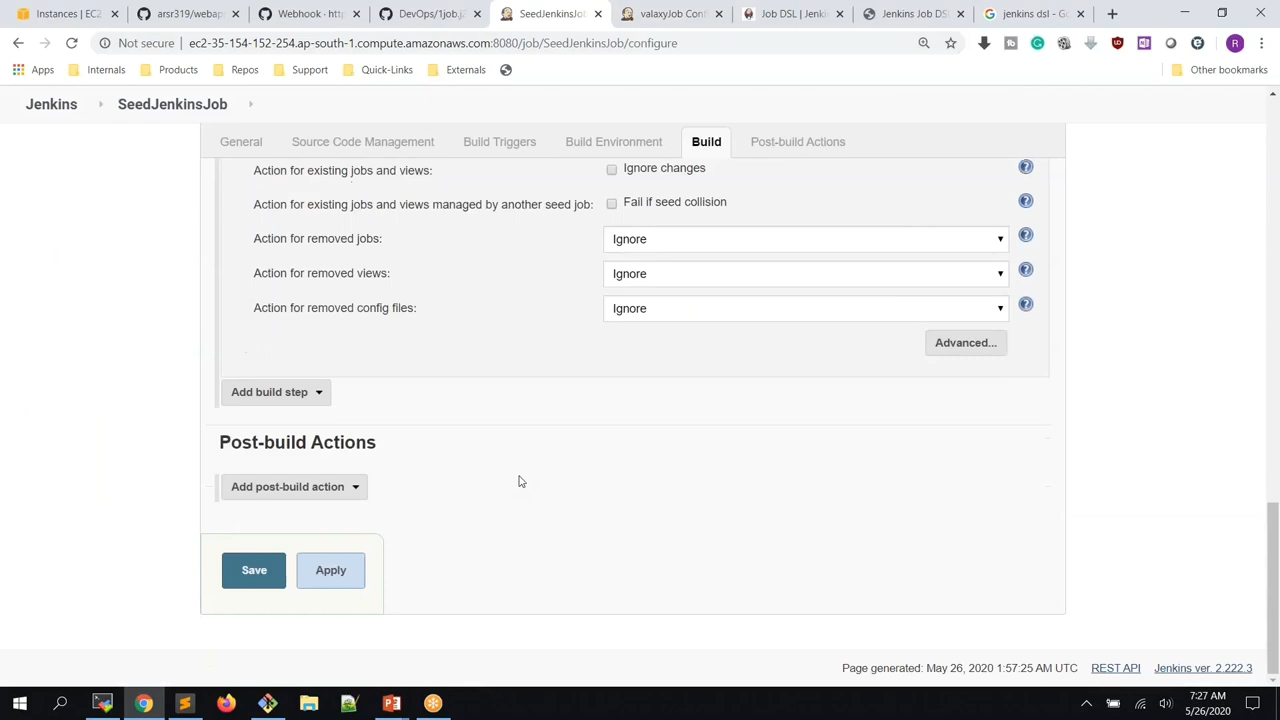 Instances | EC2
arsr319/webapp
Webhook · http
DevOps/1job.j2
SeedJenkinsJo
valaxyJob Conf
Job DSL | Jenki
Jenkins Job DS
jenkins dsl - Go
Not secure
ec2-35-154-152-254.ap-south-1.compute.amazonaws.com:8080/job/SeedJenkinsJob/configure
R
Apps
Internals
Products
Repos
Support
Quick-Links
Externals
Other bookmarks
Jenkins
SeedJenkinsJob
General
Source Code Management
Build Triggers
Build Environment
Build
Post-build Actions
Action for existing jobs and views:
Ignore changes
Action for existing jobs and views managed by another seed job:
Fail if seed collision
Action for removed jobs:
Ignore
Action for removed views:
Ignore
Action for removed config files:
Ignore
Advanced...
Add build step
Post-build Actions
Add post-build action
Save
Apply
Page generated: May 26, 2020 1:57:25 AM UTC
REST API
Jenkins ver. 2.222.3
7:27 AM
5/26/2020